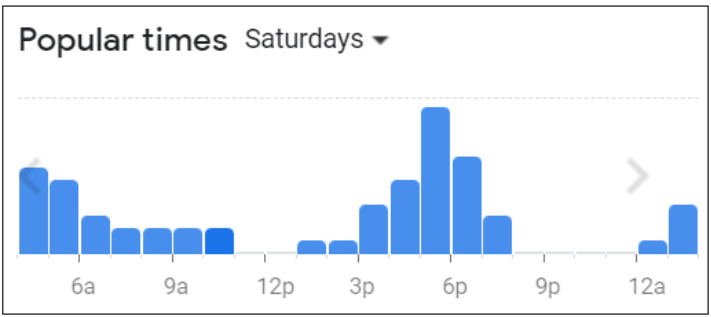 Popular times Saturdays
6a 9a 12p 3p 6p 9p 12a